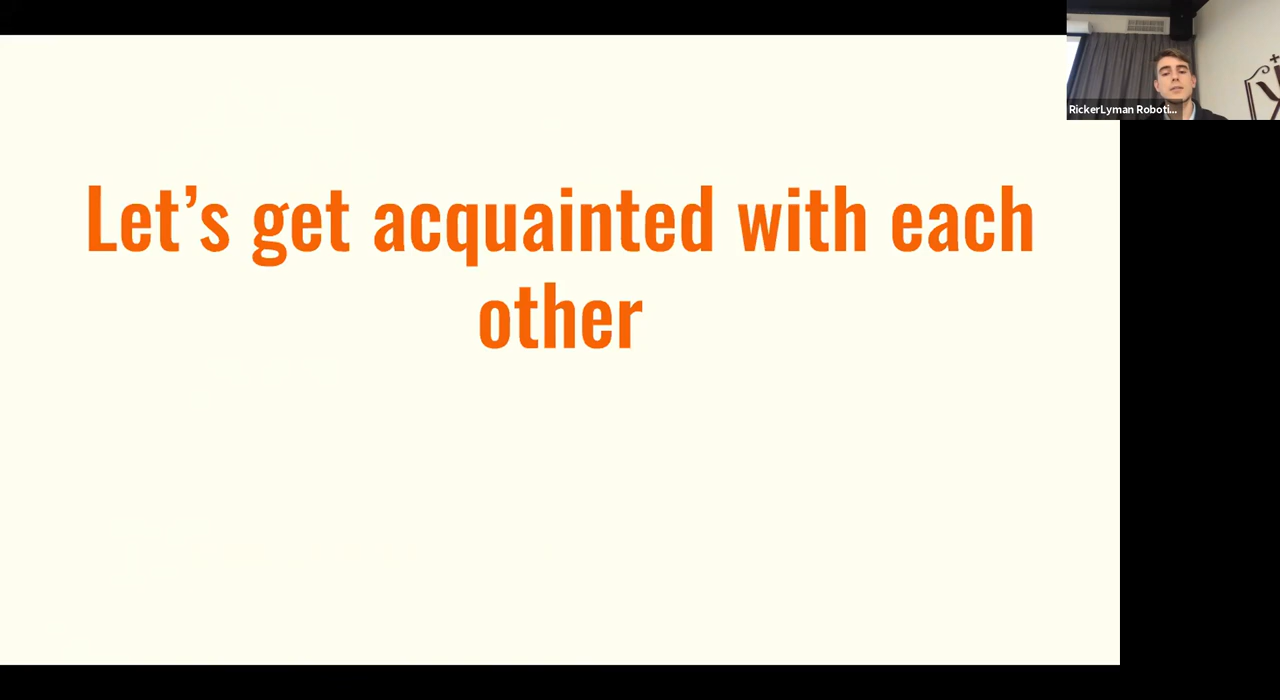 Let’s get acquainted with each
other
RickerLyman Roboti...